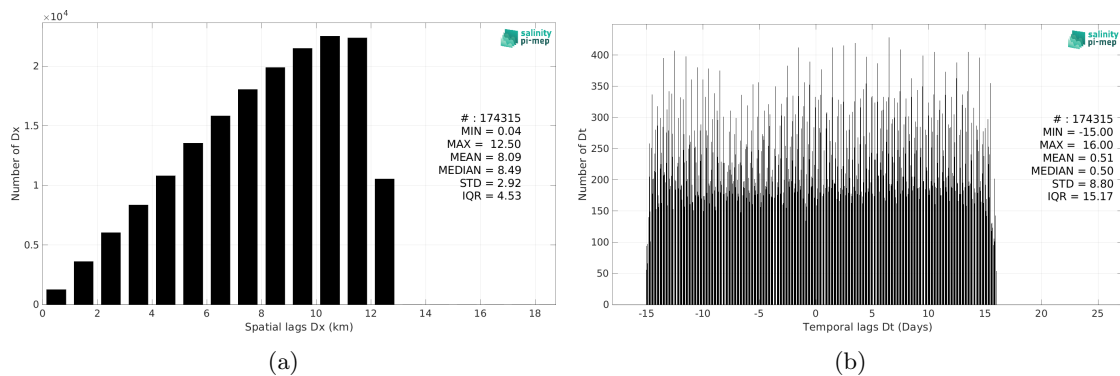 ×10⁴
salinity
pi-mep
2
1.5
1
0.5
0
Number of Dx
# : 174315
MIN = 0.04
MAX = 12.50
MEAN = 8.09
MEDIAN = 8.49
STD = 2.92
IQR = 4.53
0 2 4 6 8 10 12 14 16 18
Spatial lags Dx (km)
(a)
salinity
pi-mep
400
350
300
250
200
150
100
50
0
Number of Dt
# : 174315
MIN = -15.00
MAX = 16.00
MEAN = 0.51
MEDIAN = 0.50
STD = 8.80
IQR = 15.17
-15 -10 -5 0 5 10 15 20 25
Temporal lags Dt (Days)
(b)